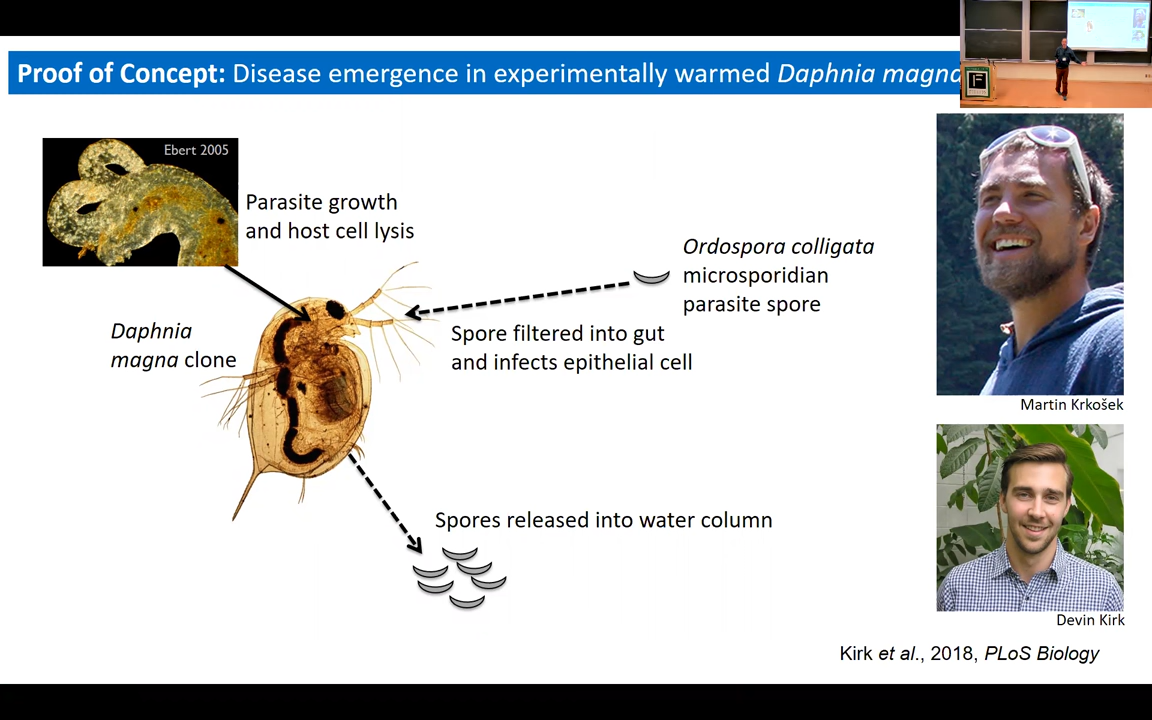 Proof of Concept: Disease emergence in experimentally warmed Daphnia magna
Ebert 2005
Parasite growth
and host cell lysis
Ordospora colligata
microsporidian
parasite spore
Daphnia
magna clone
Spore filtered into gut
and infects epithelial cell
Martin Krkošek
Spores released into water column
Devin Kirk
Kirk et al., 2018, PLoS Biology